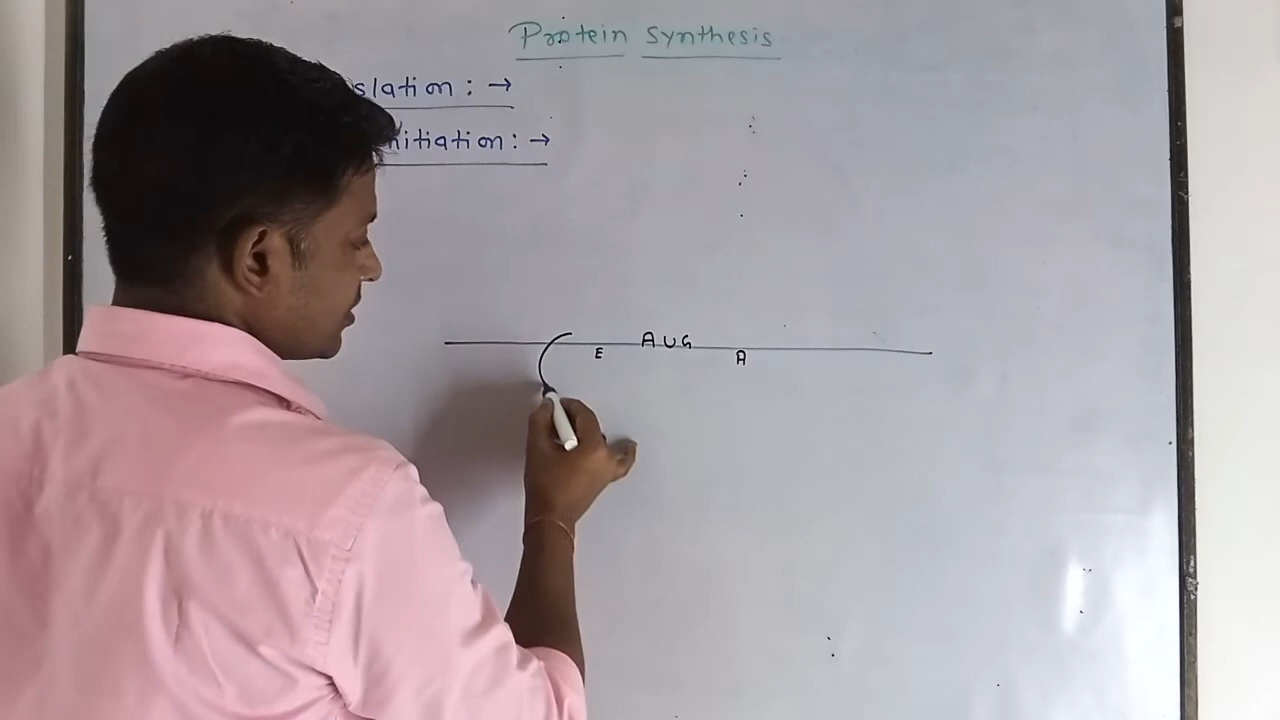 Protein Synthesis
slation : →
nitiation : →
AUG
E A